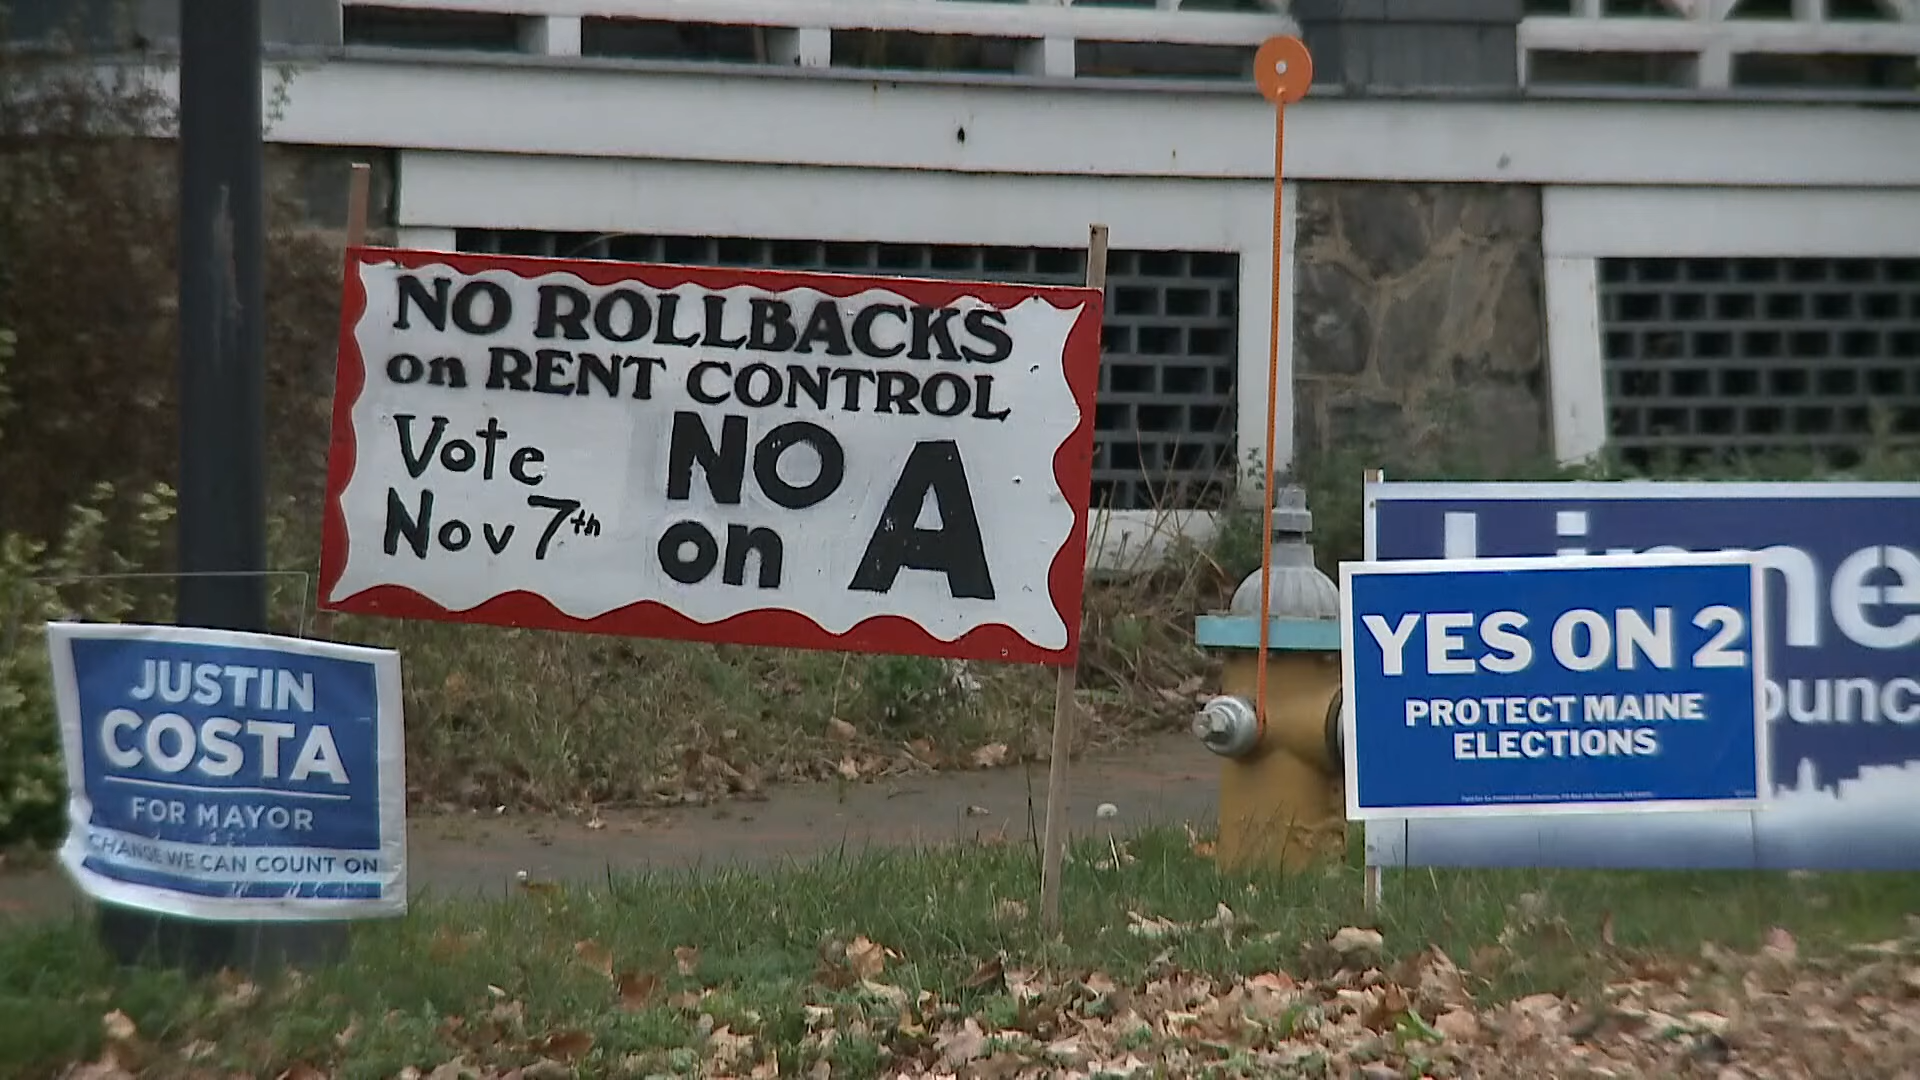 NO ROLLBACKS
on RENT CONTROL
Vote
Nov 7th
NO
on A
JUSTIN
COSTA
FOR MAYOR
CHANGE WE CAN COUNT ON
YES ON 2
PROTECT MAINE
ELECTIONS